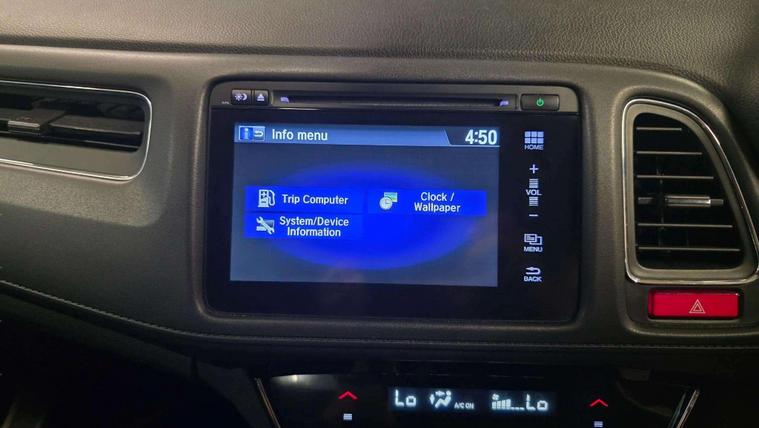 Info menu
4:50
Trip Computer
Clock /
Wallpaper
System/Device
Information
HOME
+
VOL
−
MENU
BACK
Lo
A/C ON
Lo